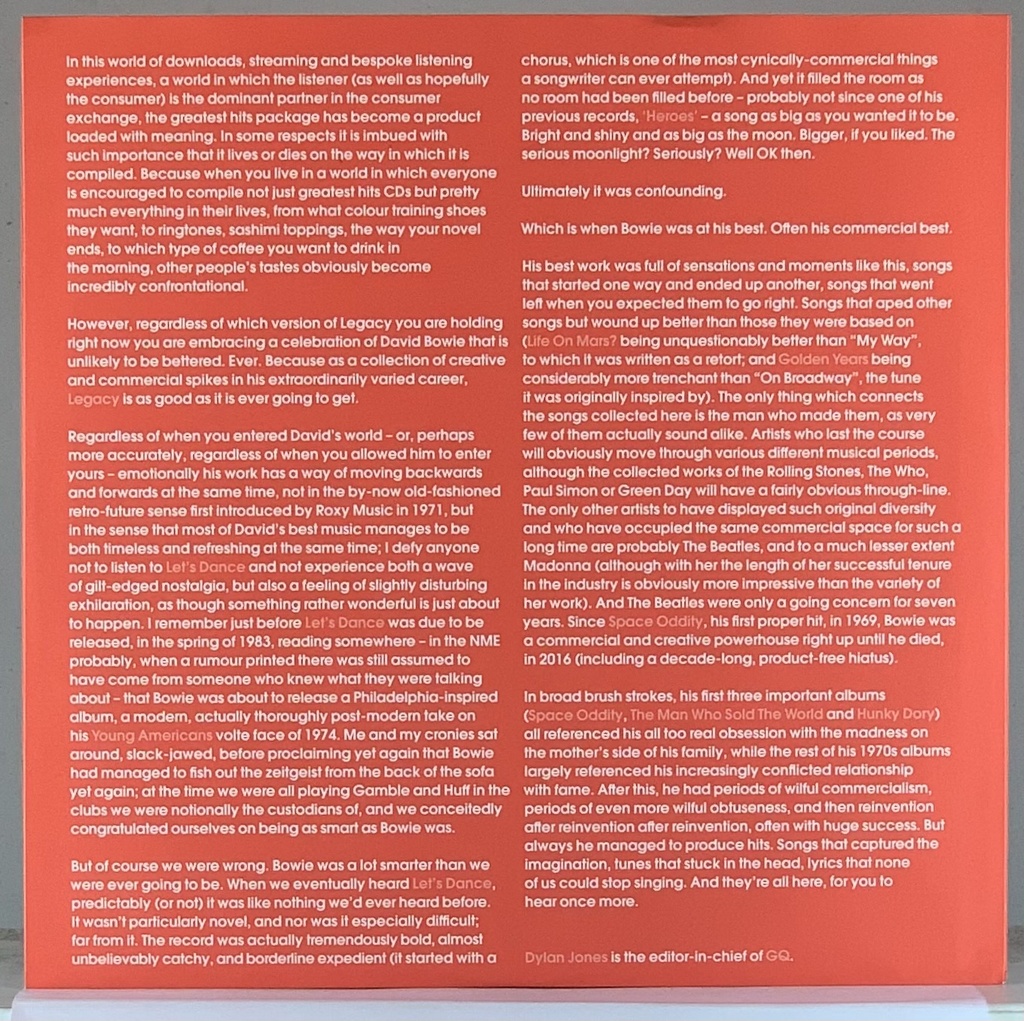 In this world of downloads, streaming and bespoke listening
experiences, a world in which the listener (as well as hopefully
the consumer) is the dominant partner in the consumer
exchange, the greatest hits package has become a product
loaded with meaning. In some respects it is imbued with
such importance that it lives or dies on the way in which it is
compiled. Because when you live in a world in which everyone
is encouraged to compile not just greatest hits CDs but pretty
much everything in their lives, from what colour training shoes
they want, to ringtones, sashimi toppings, the way your novel
ends, to which type of coffee you want to drink in
the morning, other people's tastes obviously become
incredibly confrontational.
However, regardless of which version of Legacy you are holding
right now you are embracing a celebration of David Bowie that is
unlikely to be bettered. Ever. Because as a collection of creative
and commercial spikes in his extraordinarily varied career,
Legacy is as good as it is ever going to get.
Regardless of when you entered David's world – or, perhaps
more accurately, regardless of when you allowed him to enter
yours – emotionally his work has a way of moving backwards
and forwards at the same time, not in the by-now old-fashioned
retro-future sense first introduced by Roxy Music in 1971, but
in the sense that most of David's best music manages to be
both timeless and refreshing at the same time; I defy anyone
not to listen to Let's Dance and not experience both a wave
of gilt-edged nostalgia, but also a feeling of slightly disturbing
exhilaration, as though something rather wonderful is just about
to happen. I remember just before Let's Dance was due to be
released, in the spring of 1983, reading somewhere – in the NME
probably, when a rumour printed there was still assumed to
have come from someone who knew what they were talking
about – that Bowie was about to release a Philadelphia-inspired
album, a modern, actually thoroughly post-modern take on
his Young Americans volte face of 1974. Me and my cronies sat
around, slack-jawed, before proclaiming yet again that Bowie
had managed to fish out the zeitgeist from the back of the sofa
yet again; at the time we were all playing Gamble and Huff in the
clubs we were notionally the custodians of, and we conceitedly
congratulated ourselves on being as smart as Bowie was.
But of course we were wrong. Bowie was a lot smarter than we
were ever going to be. When we eventually heard Let's Dance,
predictably (or not) it was like nothing we'd ever heard before.
It wasn't particularly novel, and nor was it especially difficult;
far from it. The record was actually tremendously bold, almost
unbelievably catchy, and borderline expedient (it started with a
chorus, which is one of the most cynically-commercial things
a songwriter can ever attempt). And yet it filled the room as
no room had been filled before – probably not since one of his
previous records, 'Heroes' – a song as big as you wanted it to be.
Bright and shiny and as big as the moon. Bigger, if you liked. The
serious moonlight? Seriously? Well OK then.
Ultimately it was confounding.
Which is when Bowie was at his best. Often his commercial best.
His best work was full of sensations and moments like this, songs
that started one way and ended up another, songs that went
left when you expected them to go right. Songs that aped other
songs but wound up better than those they were based on
(Life On Mars? being unquestionably better than "My Way",
to which it was written as a retort; and Golden Years being
considerably more trenchant than "On Broadway", the tune
it was originally inspired by). The only thing which connects
the songs collected here is the man who made them, as very
few of them actually sound alike. Artists who last the course
will obviously move through various different musical periods,
although the collected works of the Rolling Stones, The Who,
Paul Simon or Green Day will have a fairly obvious through-line.
The only other artists to have displayed such original diversity
and who have occupied the same commercial space for such a
long time are probably The Beatles, and to a much lesser extent
Madonna (although with her the length of her successful tenure
in the industry is obviously more impressive than the variety of
her work). And The Beatles were only a going concern for seven
years. Since Space Oddity, his first proper hit, in 1969, Bowie was
a commercial and creative powerhouse right up until he died,
in 2016 (including a decade-long, product-free hiatus).
In broad brush strokes, his first three important albums
(Space Oddity, The Man Who Sold The World and Hunky Dory)
all referenced his all too real obsession with the madness on
the mother's side of his family, while the rest of his 1970s albums
largely referenced his increasingly conflicted relationship
with fame. After this, he had periods of wilful commercialism,
periods of even more wilful obtuseness, and then reinvention
after reinvention after reinvention, often with huge success. But
always he managed to produce hits. Songs that captured the
imagination, tunes that stuck in the head, lyrics that none
of us could stop singing. And they're all here, for you to
hear once more.
Dylan Jones is the editor-in-chief of GQ.